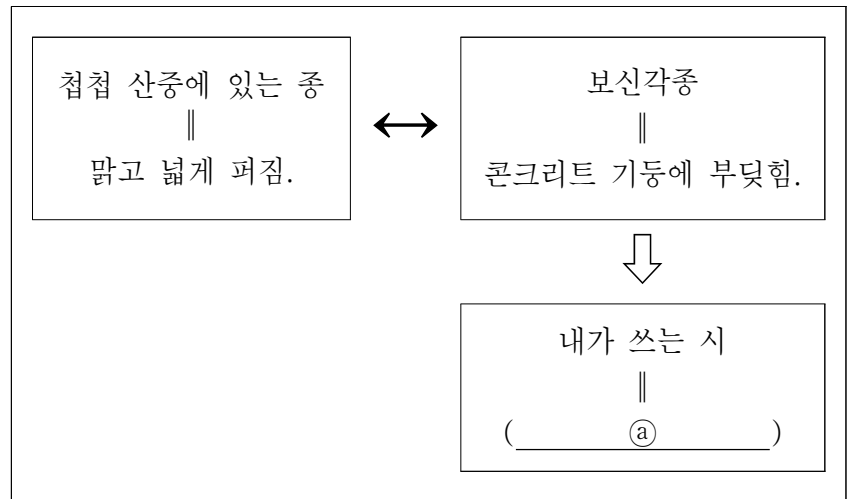 첩첩 산중에 있는 종
∥
맑고 넓게 퍼짐.
↔
보신각종
∥
콘크리트 기둥에 부딪힘.
⇩
내가 쓰는 시
∥
( ⓐ )